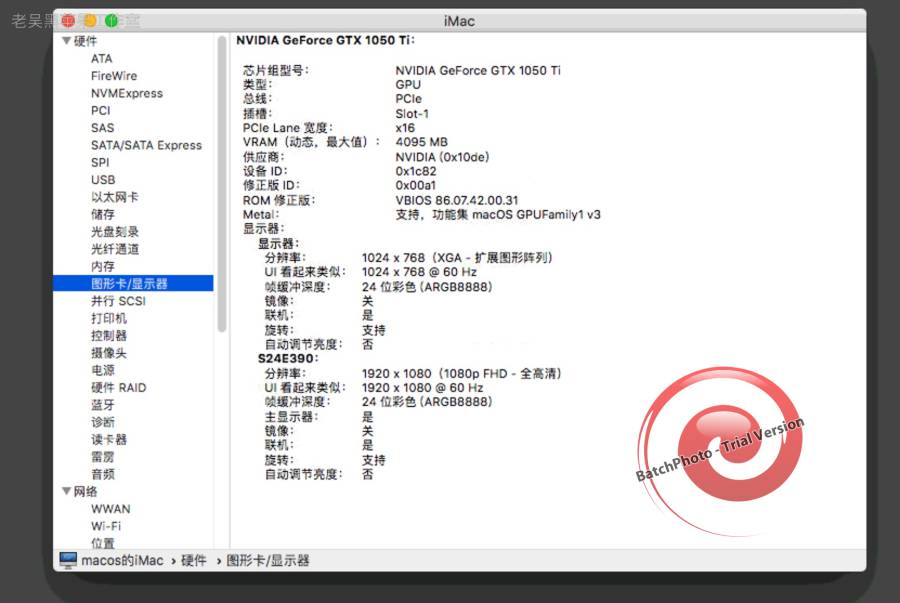 老吴黑苹果工作室
iMac
硬件
ATA
FireWire
NVMExpress
PCI
SAS
SATA/SATA Express
SPI
USB
以太网卡
储存
光盘刻录
光纤通道
内存
图形卡/显示器
并行 SCSI
打印机
控制器
摄像头
电源
硬件 RAID
蓝牙
诊断
读卡器
雷雳
音频
网络
WWAN
Wi-Fi
位置
NVIDIA GeForce GTX 1050 Ti:
芯片组型号: NVIDIA GeForce GTX 1050 Ti
类型: GPU
总线: PCIe
插槽: Slot-1
PCIe Lane 宽度: x16
VRAM（动态，最大值）: 4095 MB
供应商: NVIDIA (0x10de)
设备 ID: 0x1c82
修正版 ID: 0x00a1
ROM 修正版: VBIOS 86.07.42.00.31
Metal: 支持，功能集 macOS GPUFamily1 v3
显示器:
显示器:
分辨率: 1024 x 768（XGA - 扩展图形阵列）
UI 看起来类似: 1024 x 768 @ 60 Hz
帧缓冲深度: 24 位彩色 (ARGB8888)
镜像: 关
联机: 是
旋转: 支持
自动调节亮度: 否
S24E390:
分辨率: 1920 x 1080（1080p FHD - 全高清）
UI 看起来类似: 1920 x 1080 @ 60 Hz
帧缓冲深度: 24 位彩色 (ARGB8888)
主显示器: 是
镜像: 关
联机: 是
旋转: 支持
自动调节亮度: 否
BatchPhoto - Trial Version
macos的iMac › 硬件 › 图形卡/显示器